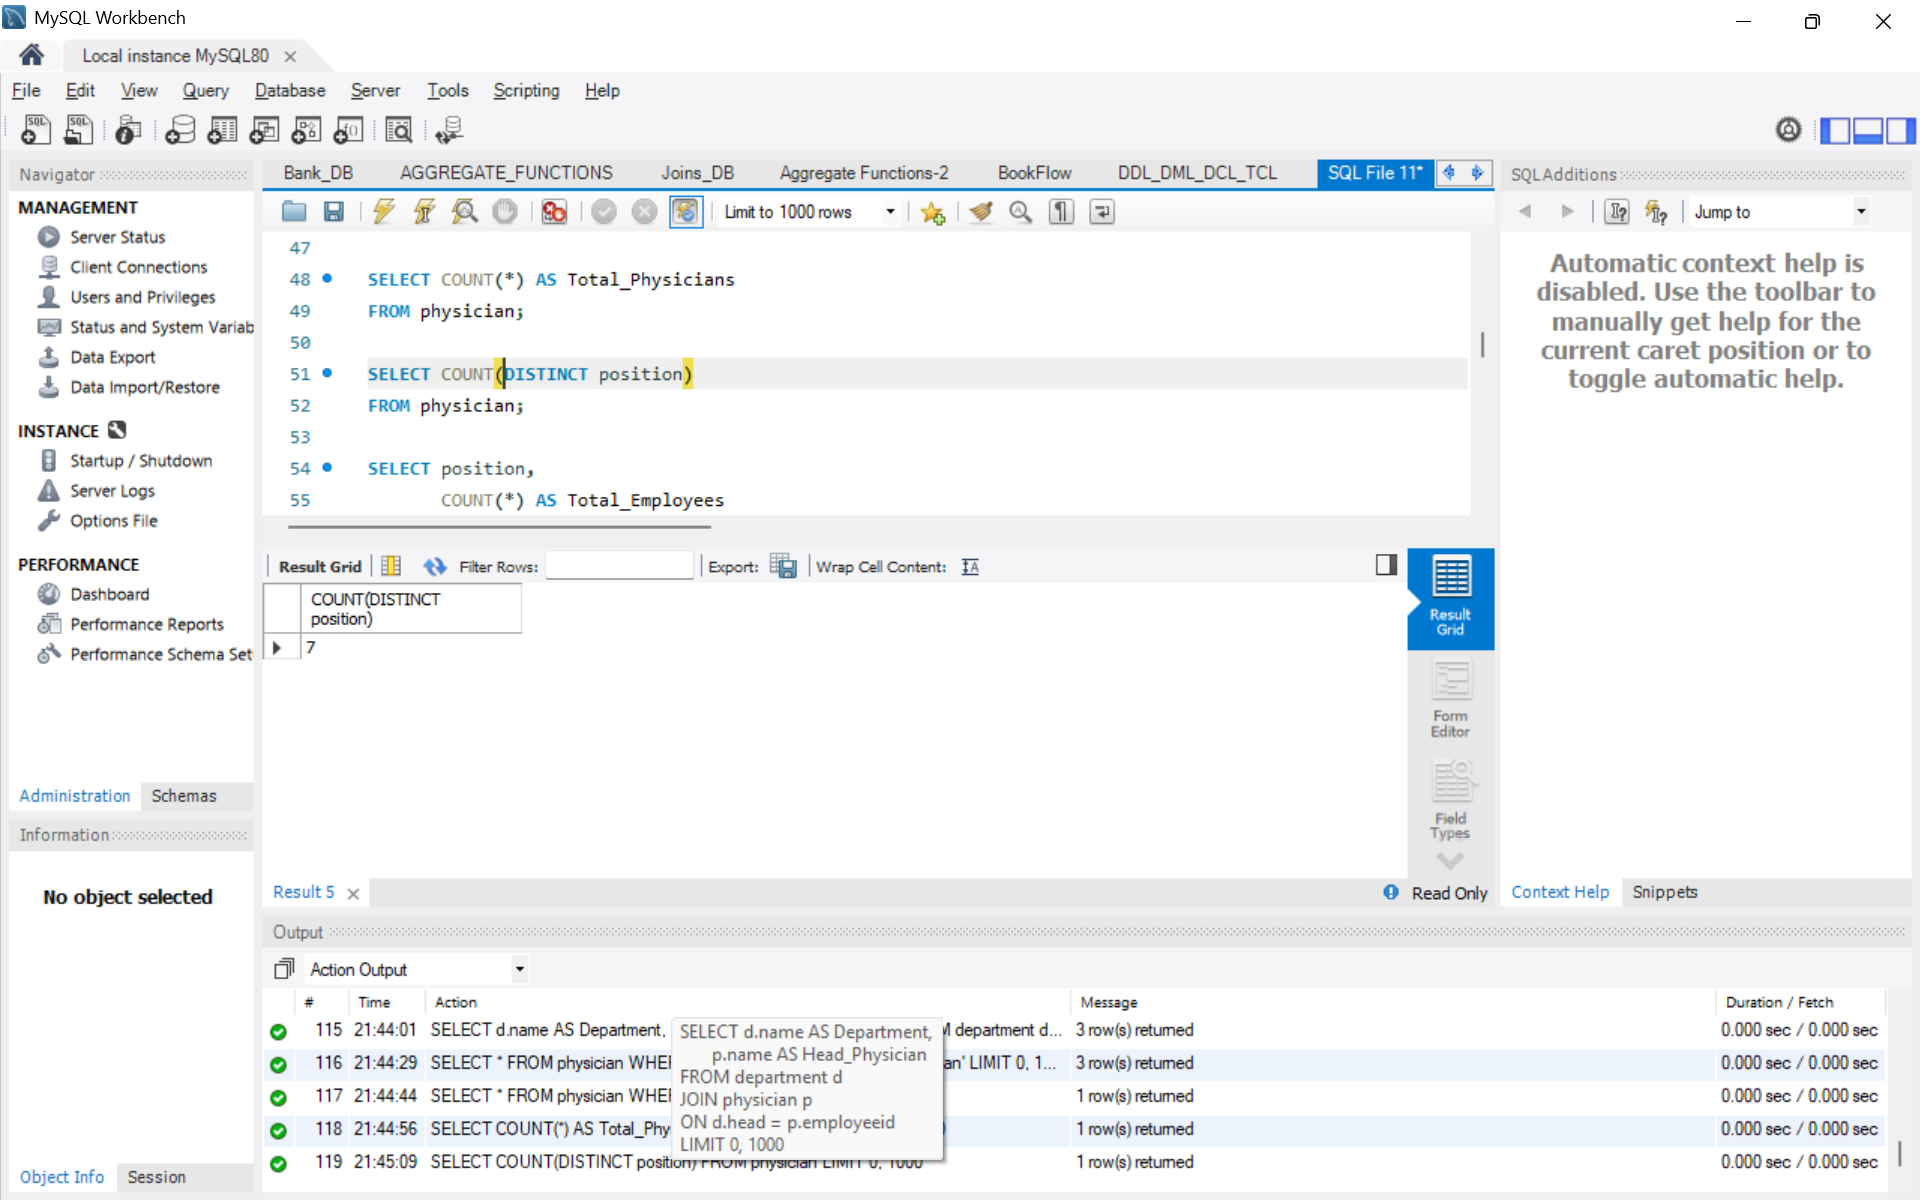 MySQL Workbench
Local instance MySQL80
File Edit View Query Database Server Tools Scripting Help
Navigator
MANAGEMENT
Server Status
Client Connections
Users and Privileges
Status and System Variab
Data Export
Data Import/Restore
INSTANCE
Startup / Shutdown
Server Logs
Options File
PERFORMANCE
Dashboard
Performance Reports
Performance Schema Set
Administration Schemas
Information
No object selected
Object Info Session
Bank_DB AGGREGATE_FUNCTIONS Joins_DB Aggregate Functions-2 BookFlow DDL_DML_DCL_TCL SQL File 11*
Limit to 1000 rows
47
48 SELECT COUNT(*) AS Total_Physicians
49 FROM physician;
50
51 SELECT COUNT(DISTINCT position)
52 FROM physician;
53
54 SELECT position,
55 COUNT(*) AS Total_Employees
Result Grid Filter Rows: Export: Wrap Cell Content:
COUNT(DISTINCT
position)
7
Result
Grid
Form
Editor
Field
Types
Result 5 Read Only
SQLAdditions
Jump to
Automatic context help is
disabled. Use the toolbar to
manually get help for the
current caret position or to
toggle automatic help.
Context Help Snippets
Output
Action Output
# Time Action Message Duration / Fetch
115 21:44:01 SELECT d.name AS Department, M department d... 3 row(s) returned 0.000 sec / 0.000 sec
116 21:44:29 SELECT * FROM physician WHE an' LIMIT 0, 1... 3 row(s) returned 0.000 sec / 0.000 sec
117 21:44:44 SELECT * FROM physician WHE 1 row(s) returned 0.000 sec / 0.000 sec
118 21:44:56 SELECT COUNT(*) AS Total_Phy 1 row(s) returned 0.000 sec / 0.000 sec
119 21:45:09 SELECT COUNT(DISTINCT position) FROM physician LIMIT 0, 1000 1 row(s) returned 0.000 sec / 0.000 sec
SELECT d.name AS Department,
p.name AS Head_Physician
FROM department d
JOIN physician p
ON d.head = p.employeeid
LIMIT 0, 1000